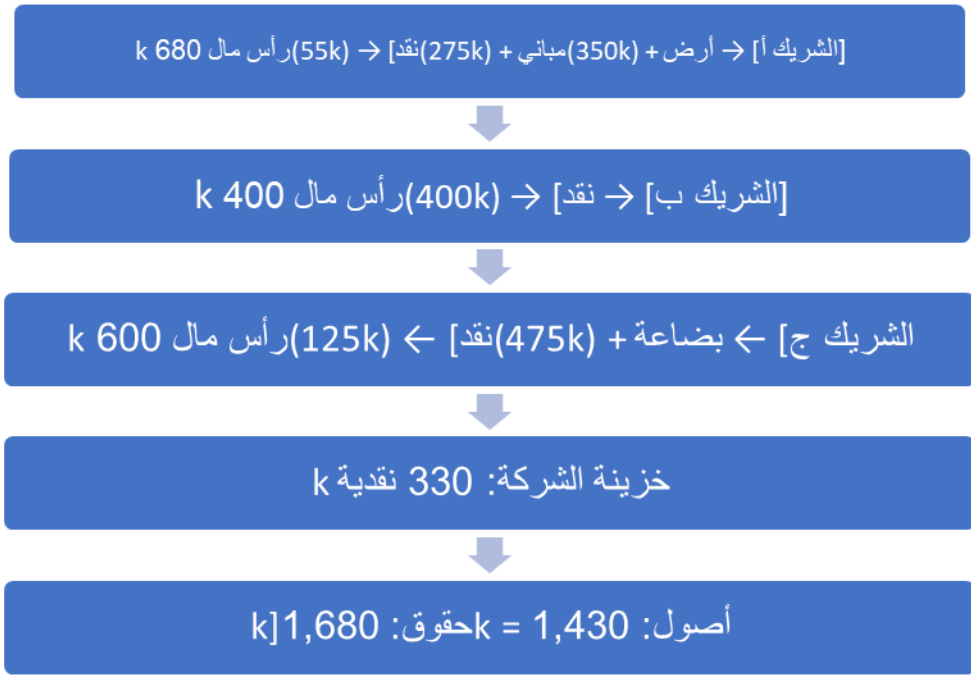 [الشريك أ] → أرض + (350k)مباني + (275k)نقد] → (55k)رأس مال 680 k
[الشريك ب] → نقد] → (400k)رأس مال 400 k
الشريك ج] ← بضاعة + (475k)نقد] ← (125k)رأس مال 600 k
خزينة الشركة: 330 نقدية k
أصول: 1,430 = kحقوق: 1,680[k